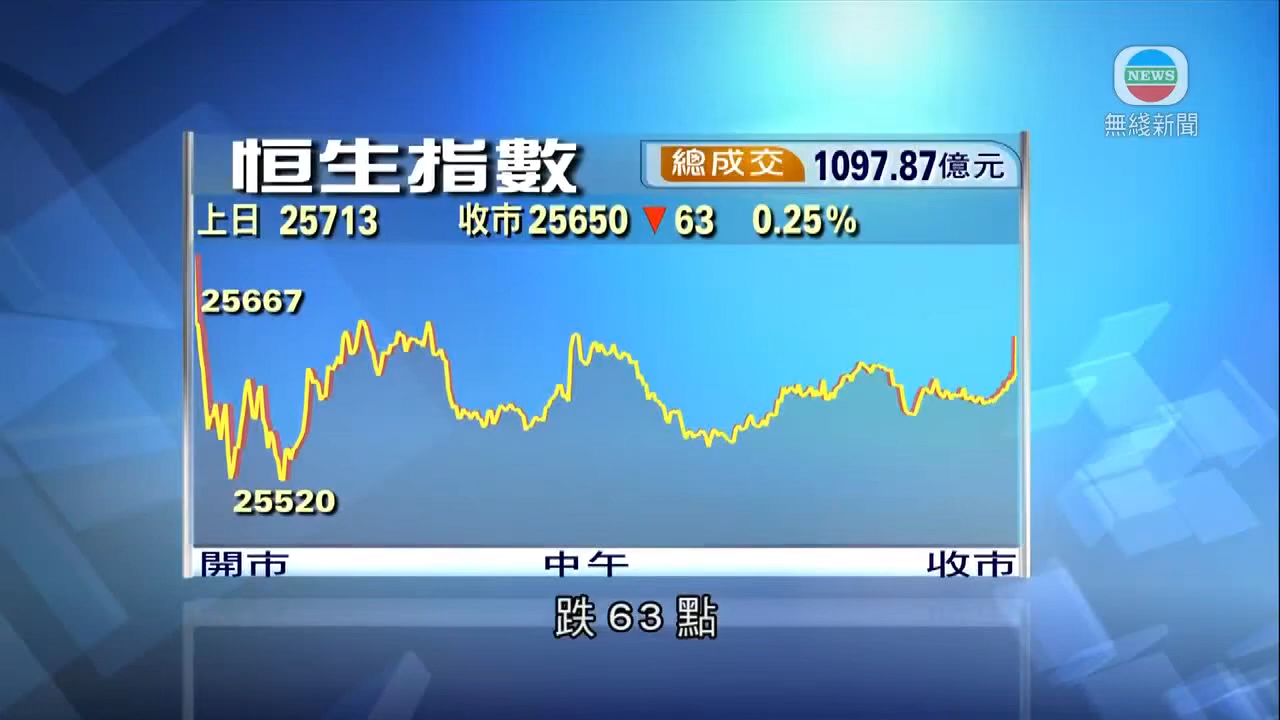 NEWS
無綫新聞
恒生指數
總成交 1097.87億元
上日 25713 收市25650 ▼63 0.25%
25667
25520
開市 中午 收市
跌63點